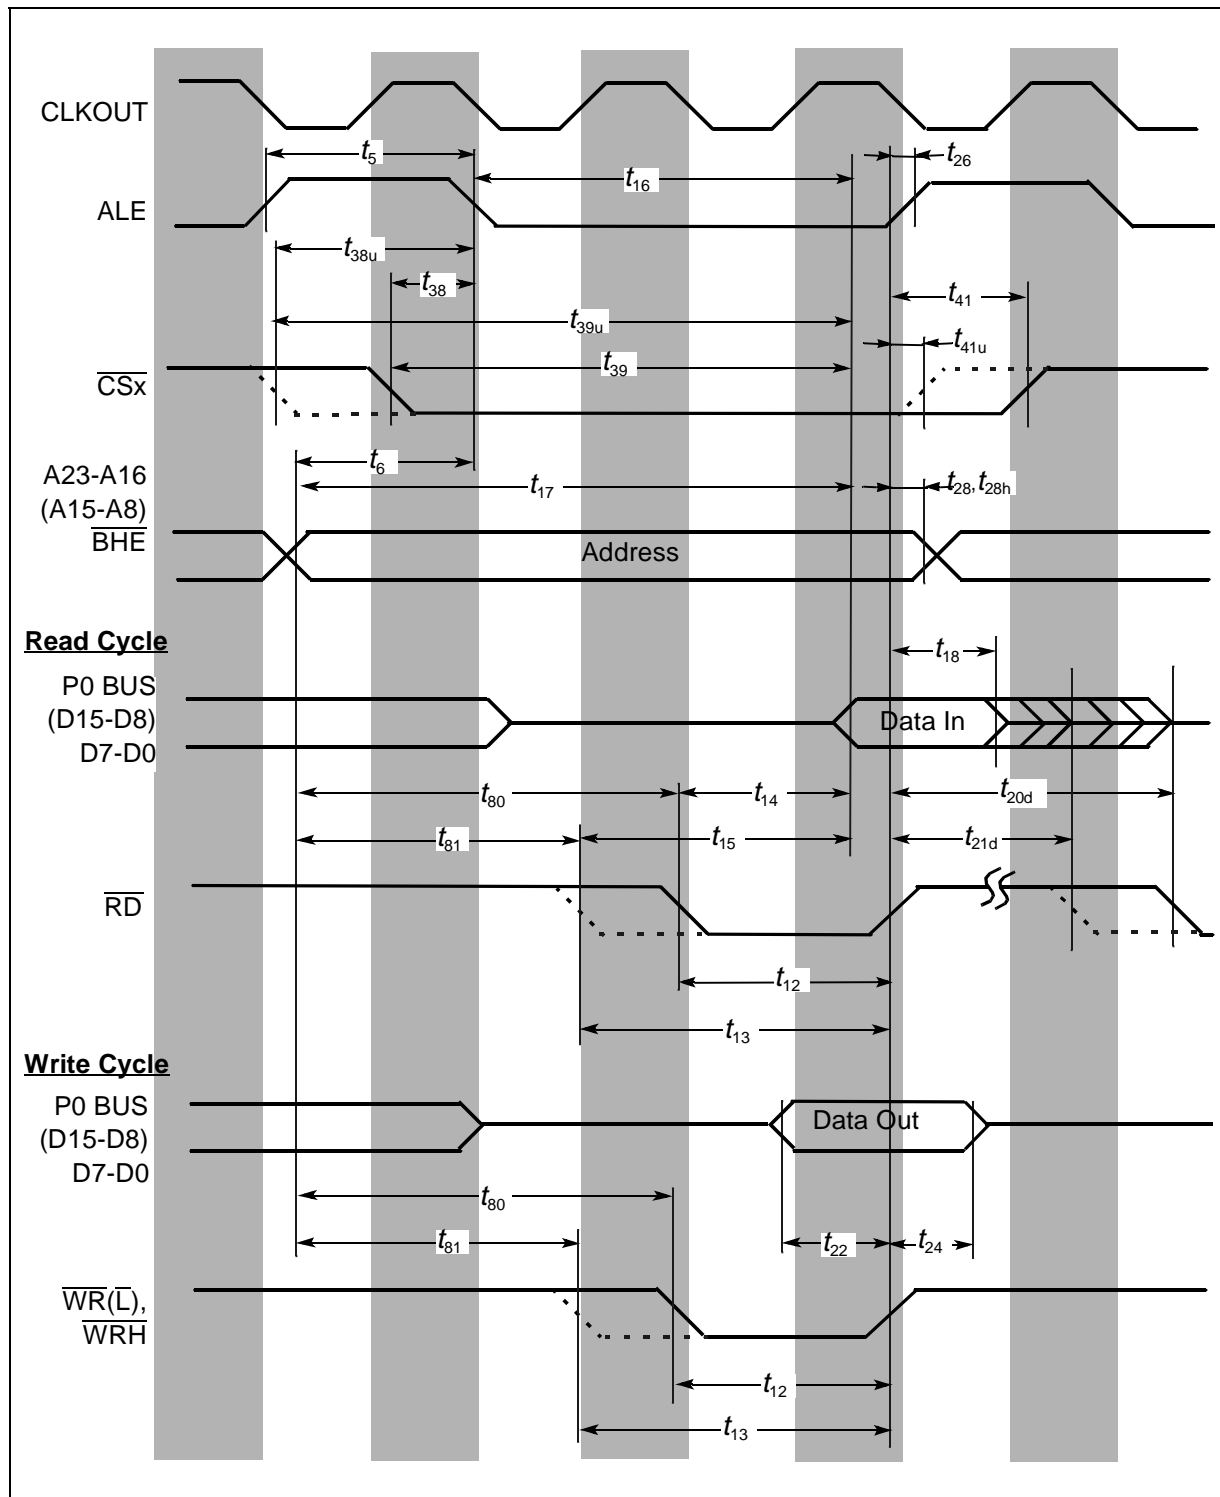 CLKOUT
t5
t26
t16
ALE
t38u
t38
t41
t39u
t41u
t39
CSx
t6
A23-A16
t17
t28, t28h
(A15-A8)
BHE
Address
Read Cycle
t18
P0 BUS
(D15-D8)
Data In
D7-D0
t80
t14
t20d
t81
t15
t21d
RD
t12
t13
Write Cycle
P0 BUS
(D15-D8)
Data Out
D7-D0
t80
t81
t22
t24
WR(L),
WRH
t12
t13